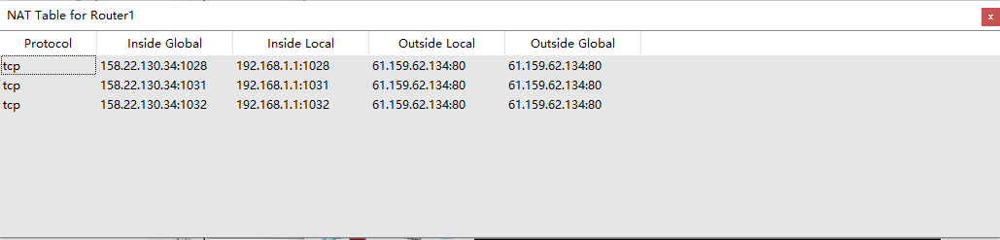 NAT Table for Router1
x
Protocol Inside Global Inside Local Outside Local Outside Global
tcp 158.22.130.34:1028 192.168.1.1:1028 61.159.62.134:80 61.159.62.134:80
tcp 158.22.130.34:1031 192.168.1.1:1031 61.159.62.134:80 61.159.62.134:80
tcp 158.22.130.34:1032 192.168.1.1:1032 61.159.62.134:80 61.159.62.134:80